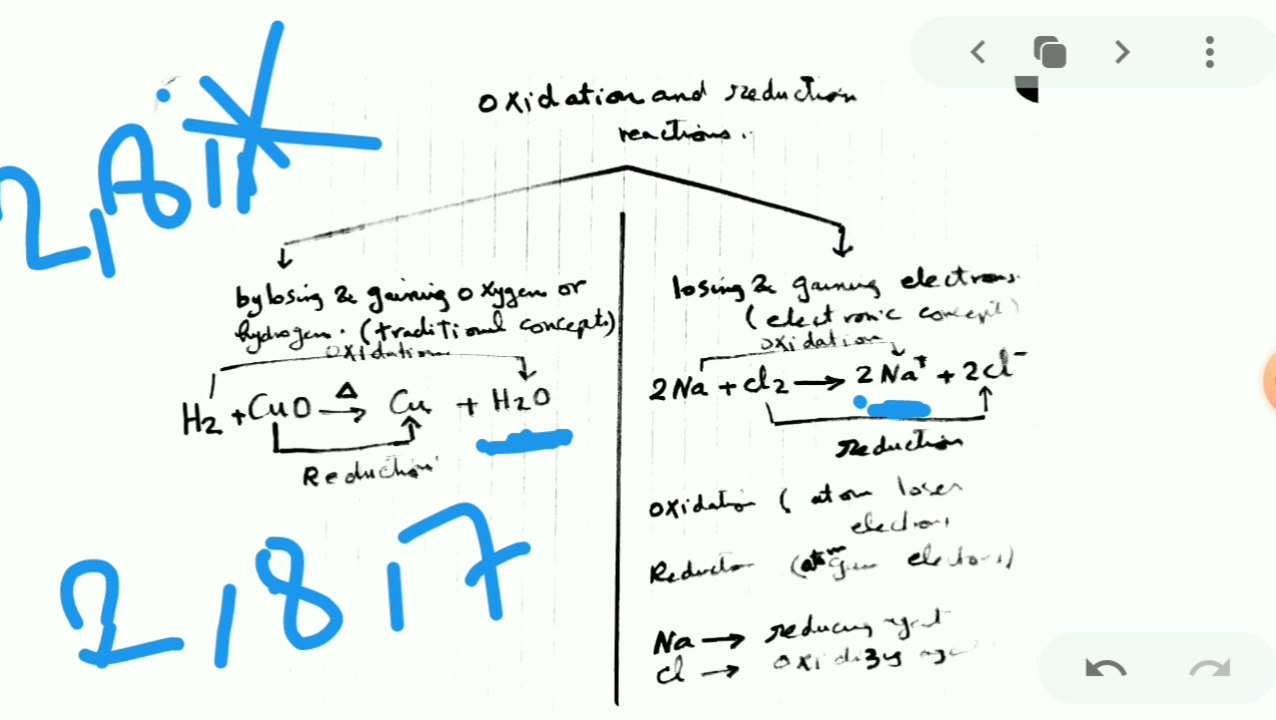 oxidation and reduction
reactions.
2,8,1
by losing & gaining oxygen or
hydrogen. (traditional concepts)
oxidation
H2 + CuO Δ→ Cu + H2O
Reduction
2,8,7
losing & gaining electrons.
(electronic concept)
oxidation
2Na + Cl2 → 2Na⁺ + 2Cl⁻
reduction
oxidation ( atom loser
electrons
Reduction (atom gain electrons)
Na → reducing agent
Cl → oxidizing agent